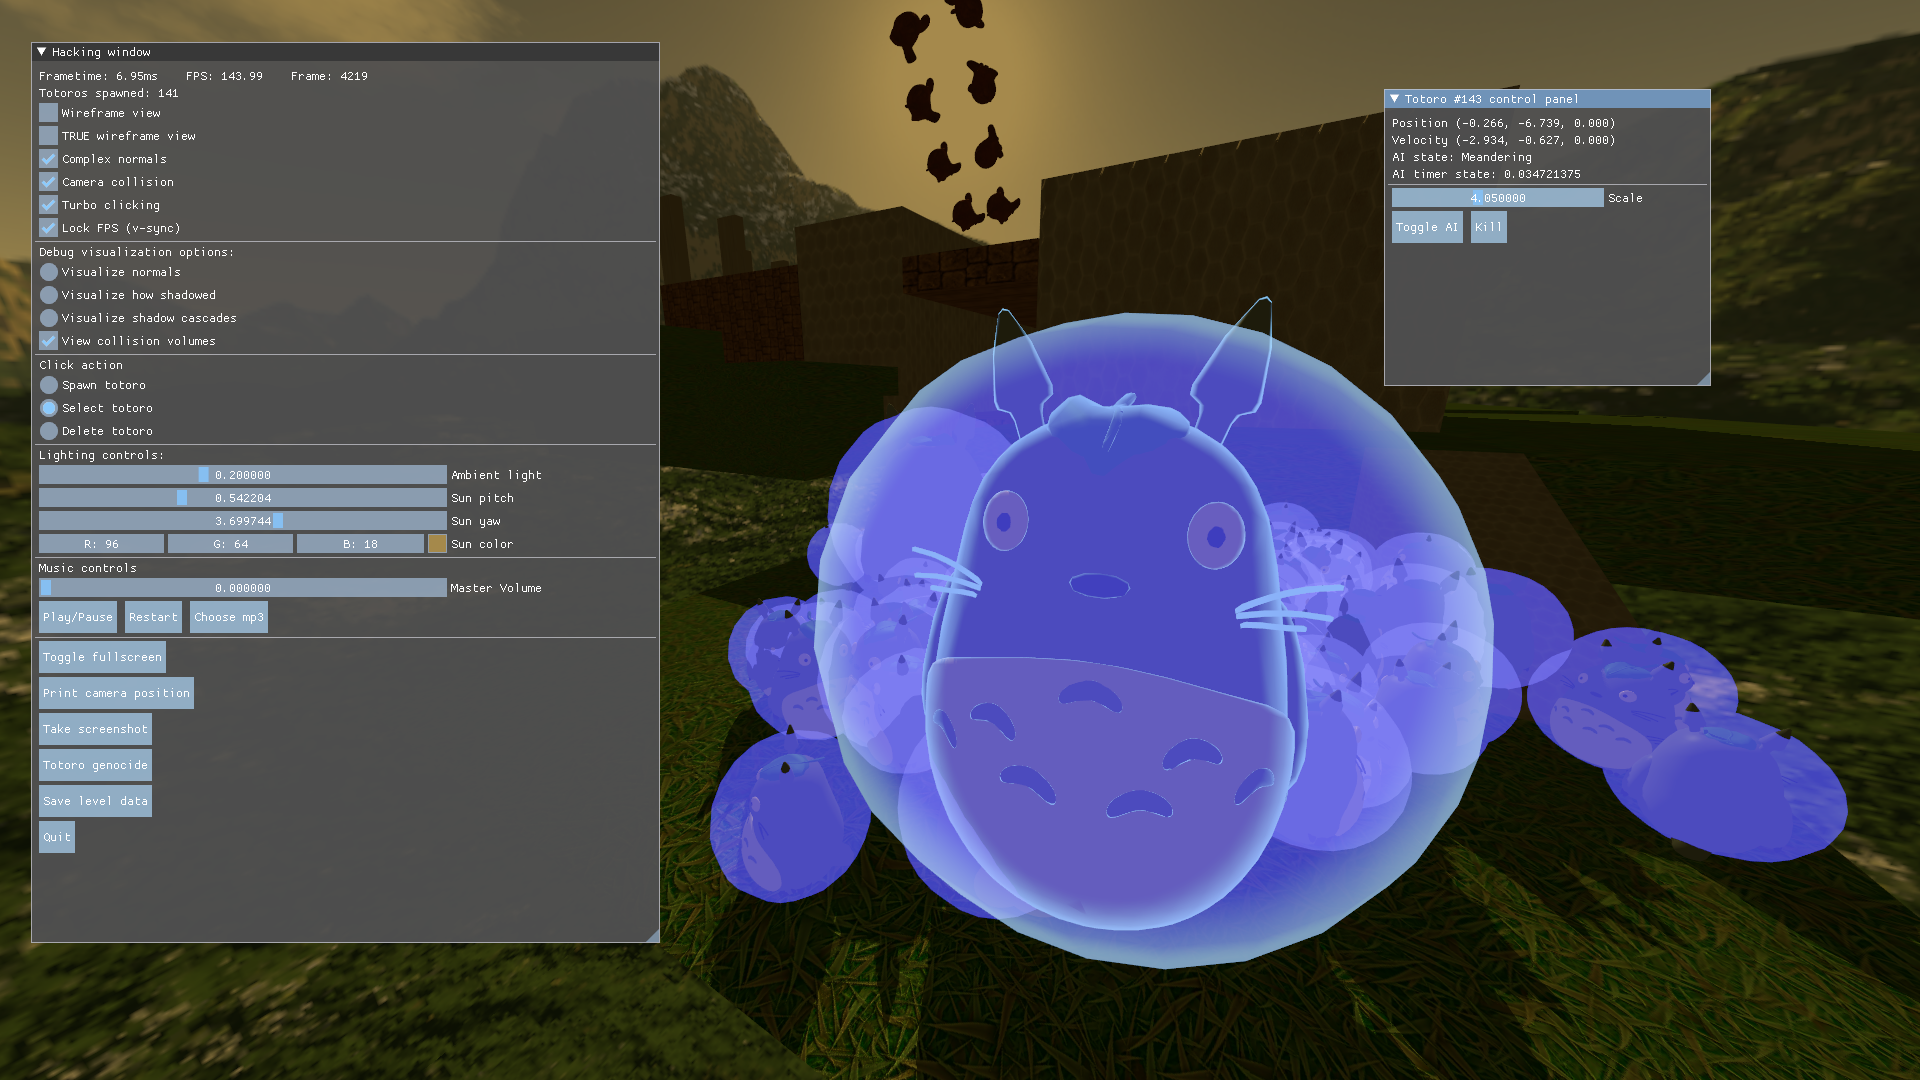 Hacking window
Frametime: 6.95ms FPS: 143.99 Frame: 4219
Totoros spawned: 141
Wireframe view
TRUE wireframe view
Complex normals
Camera collision
Turbo clicking
Lock FPS (v-sync)
Debug visualization options:
Visualize normals
Visualize how shadowed
Visualize shadow cascades
View collision volumes
Click action
Spawn totoro
Select totoro
Delete totoro
Lighting controls:
0.200000 Ambient light
0.542204 Sun pitch
3.699744 Sun yaw
R: 96 G: 64 B: 18 Sun color
Music controls
0.000000 Master Volume
Play/Pause Restart Choose mp3
Toggle fullscreen
Print camera position
Take screenshot
Totoro genocide
Save level data
Quit
Totoro #143 control panel
Position (-0.266, -6.739, 0.000)
Velocity (-2.934, -0.627, 0.000)
AI state: Meandering
AI timer state: 0.034721375
4.050000 Scale
Toggle AI Kill